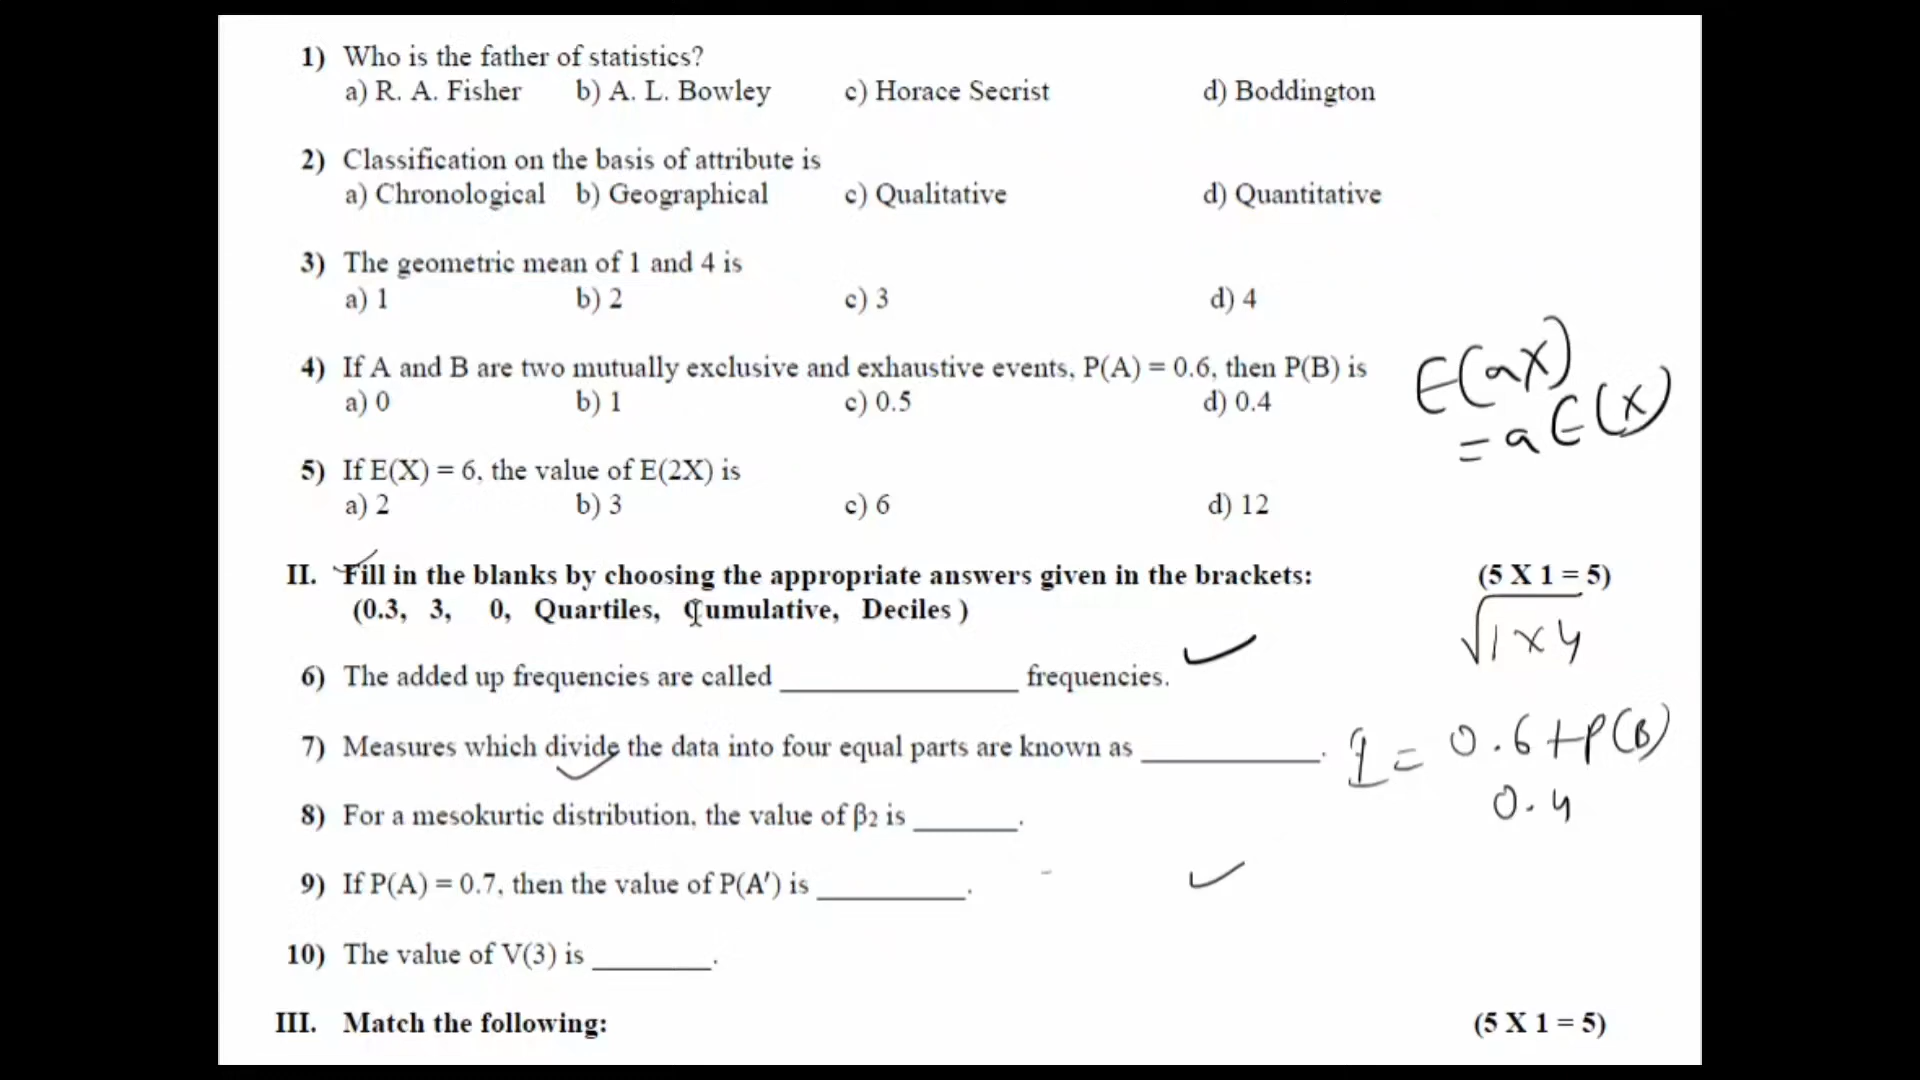 1) Who is the father of statistics?
a) R. A. Fisher b) A. L. Bowley c) Horace Secrist d) Boddington
2) Classification on the basis of attribute is
a) Chronological b) Geographical c) Qualitative d) Quantitative
3) The geometric mean of 1 and 4 is
a) 1 b) 2 c) 3 d) 4
4) If A and B are two mutually exclusive and exhaustive events, P(A) = 0.6, then P(B) is
a) 0 b) 1 c) 0.5 d) 0.4
E(aX)
= a E(X)
5) If E(X) = 6, the value of E(2X) is
a) 2 b) 3 c) 6 d) 12
II. Fill in the blanks by choosing the appropriate answers given in the brackets: (5 X 1 = 5)
(0.3, 3, 0, Quartiles, Cumulative, Deciles )
√1×4
6) The added up frequencies are called ________________ frequencies.
7) Measures which divide the data into four equal parts are known as ____________.
1 = 0.6 + P(B)
0.4
8) For a mesokurtic distribution, the value of β2 is _______.
9) If P(A) = 0.7, then the value of P(A′) is __________.
10) The value of V(3) is ________.
III. Match the following: (5 X 1 = 5)